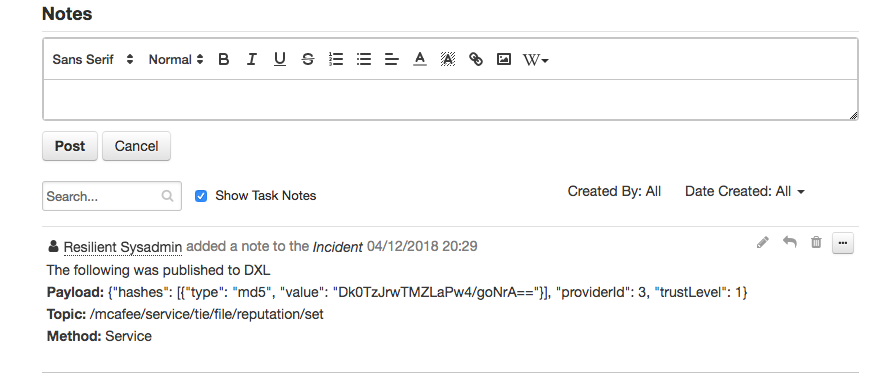 Notes
Sans Serif Normal B I U S A A W
Post Cancel
Search... Show Task Notes Created By: All Date Created: All
Resilient Sysadmin added a note to the Incident 04/12/2018 20:29
The following was published to DXL
Payload: {"hashes": [{"type": "md5", "value": "Dk0TzJrwTMZLaPw4/goNrA=="}], "providerId": 3, "trustLevel": 1}
Topic: /mcafee/service/tie/file/reputation/set
Method: Service